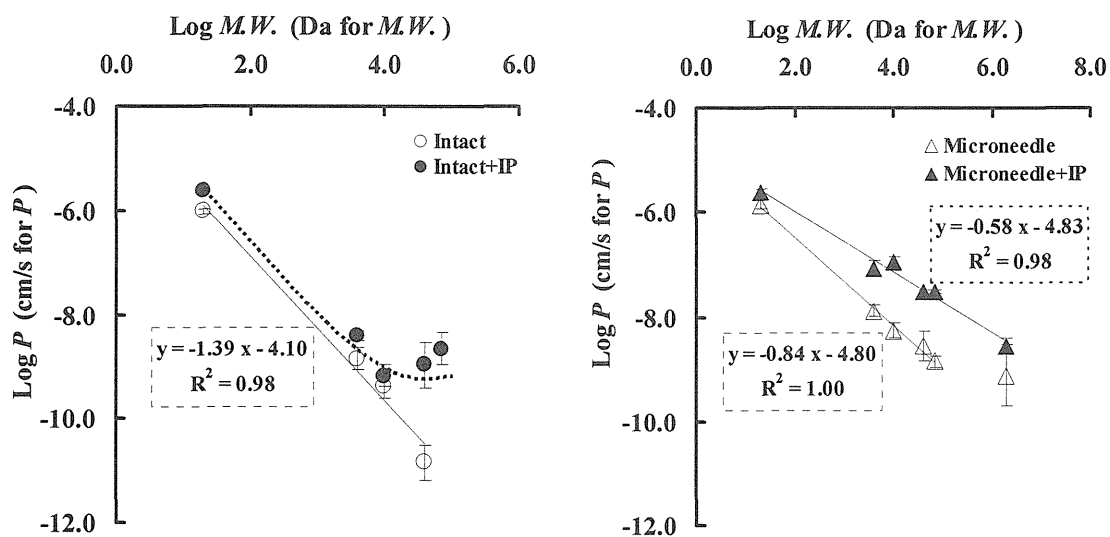 Log M.W. (Da for M.W.)
0.0 2.0 4.0 6.0
-4.0
-6.0
-8.0
-10.0
-12.0
Log P (cm/s for P)
Intact
Intact+IP
y = -1.39 x - 4.10
R² = 0.98
Log M.W. (Da for M.W.)
0.0 2.0 4.0 6.0 8.0
-4.0
-6.0
-8.0
-10.0
-12.0
Log P (cm/s for P)
Microneedle
Microneedle+IP
y = -0.58 x - 4.83
R² = 0.98
y = -0.84 x - 4.80
R² = 1.00